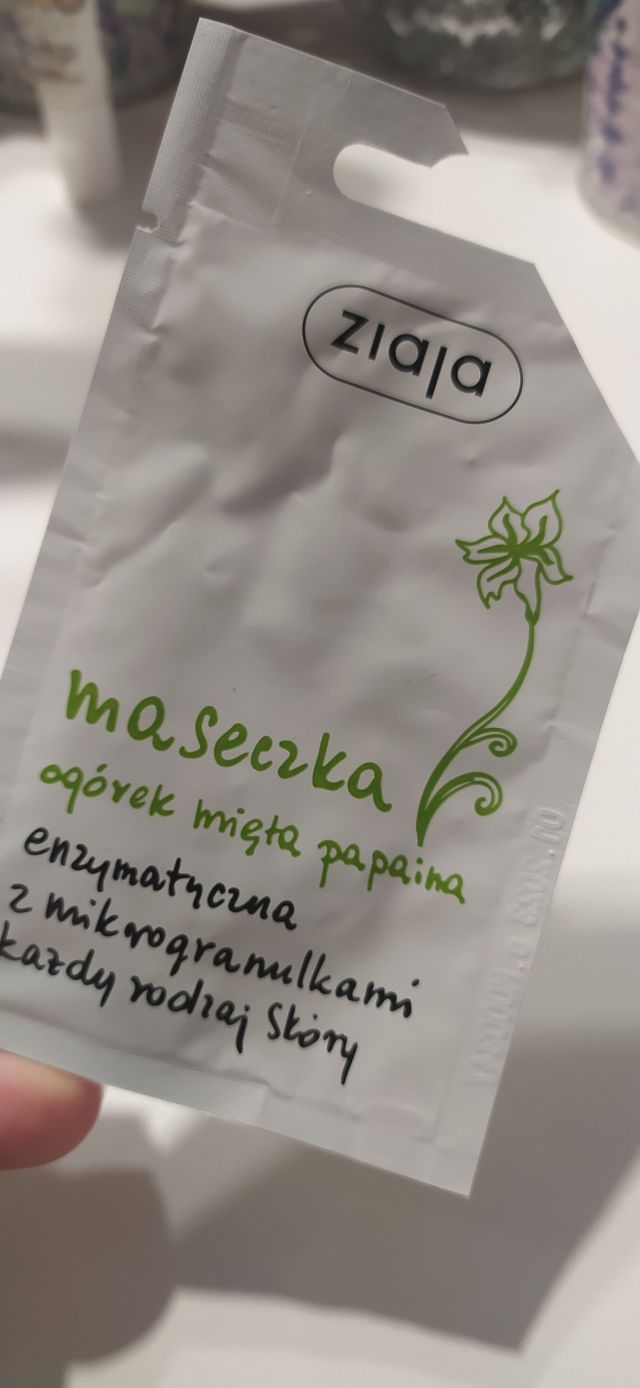 ziaja
maseczka
ogórek mięta papaina
enzymatyczna
z mikrogranulkami
każdy rodzaj skóry